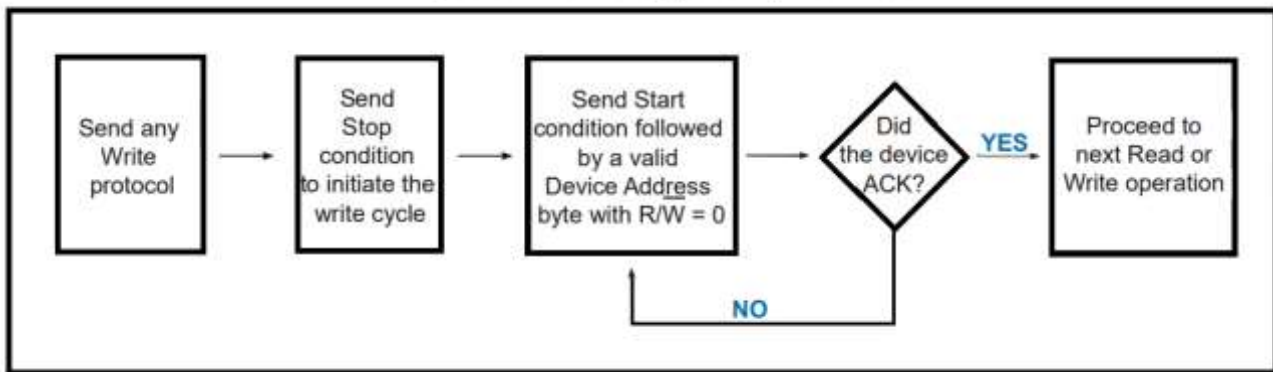 Send any
Write
protocol
Send
Stop
condition
to initiate the
write cycle
Send Start
condition followed
by a valid
Device Address
byte with R/W = 0
Did
the device
ACK?
YES
Proceed to
next Read or
Write operation
NO